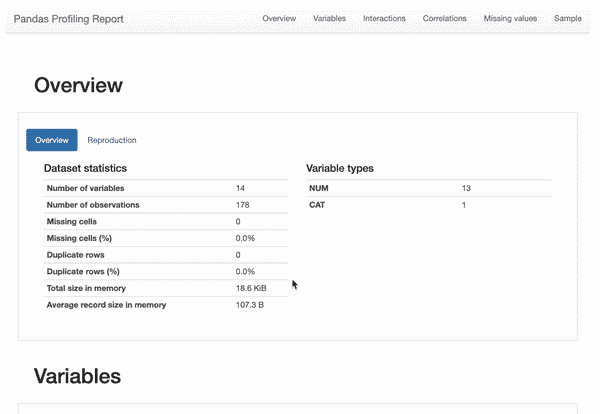 Pandas Profiling Report Overview Variables Interactions Correlations Missing values Sample
Overview
Overview Reproduction
Dataset statistics
Number of variables 14
Number of observations 178
Missing cells 0
Missing cells (%) 0.0%
Duplicate rows 0
Duplicate rows (%) 0.0%
Total size in memory 18.6 KiB
Average record size in memory 107.3 B
Variable types
NUM 13
CAT 1
Variables